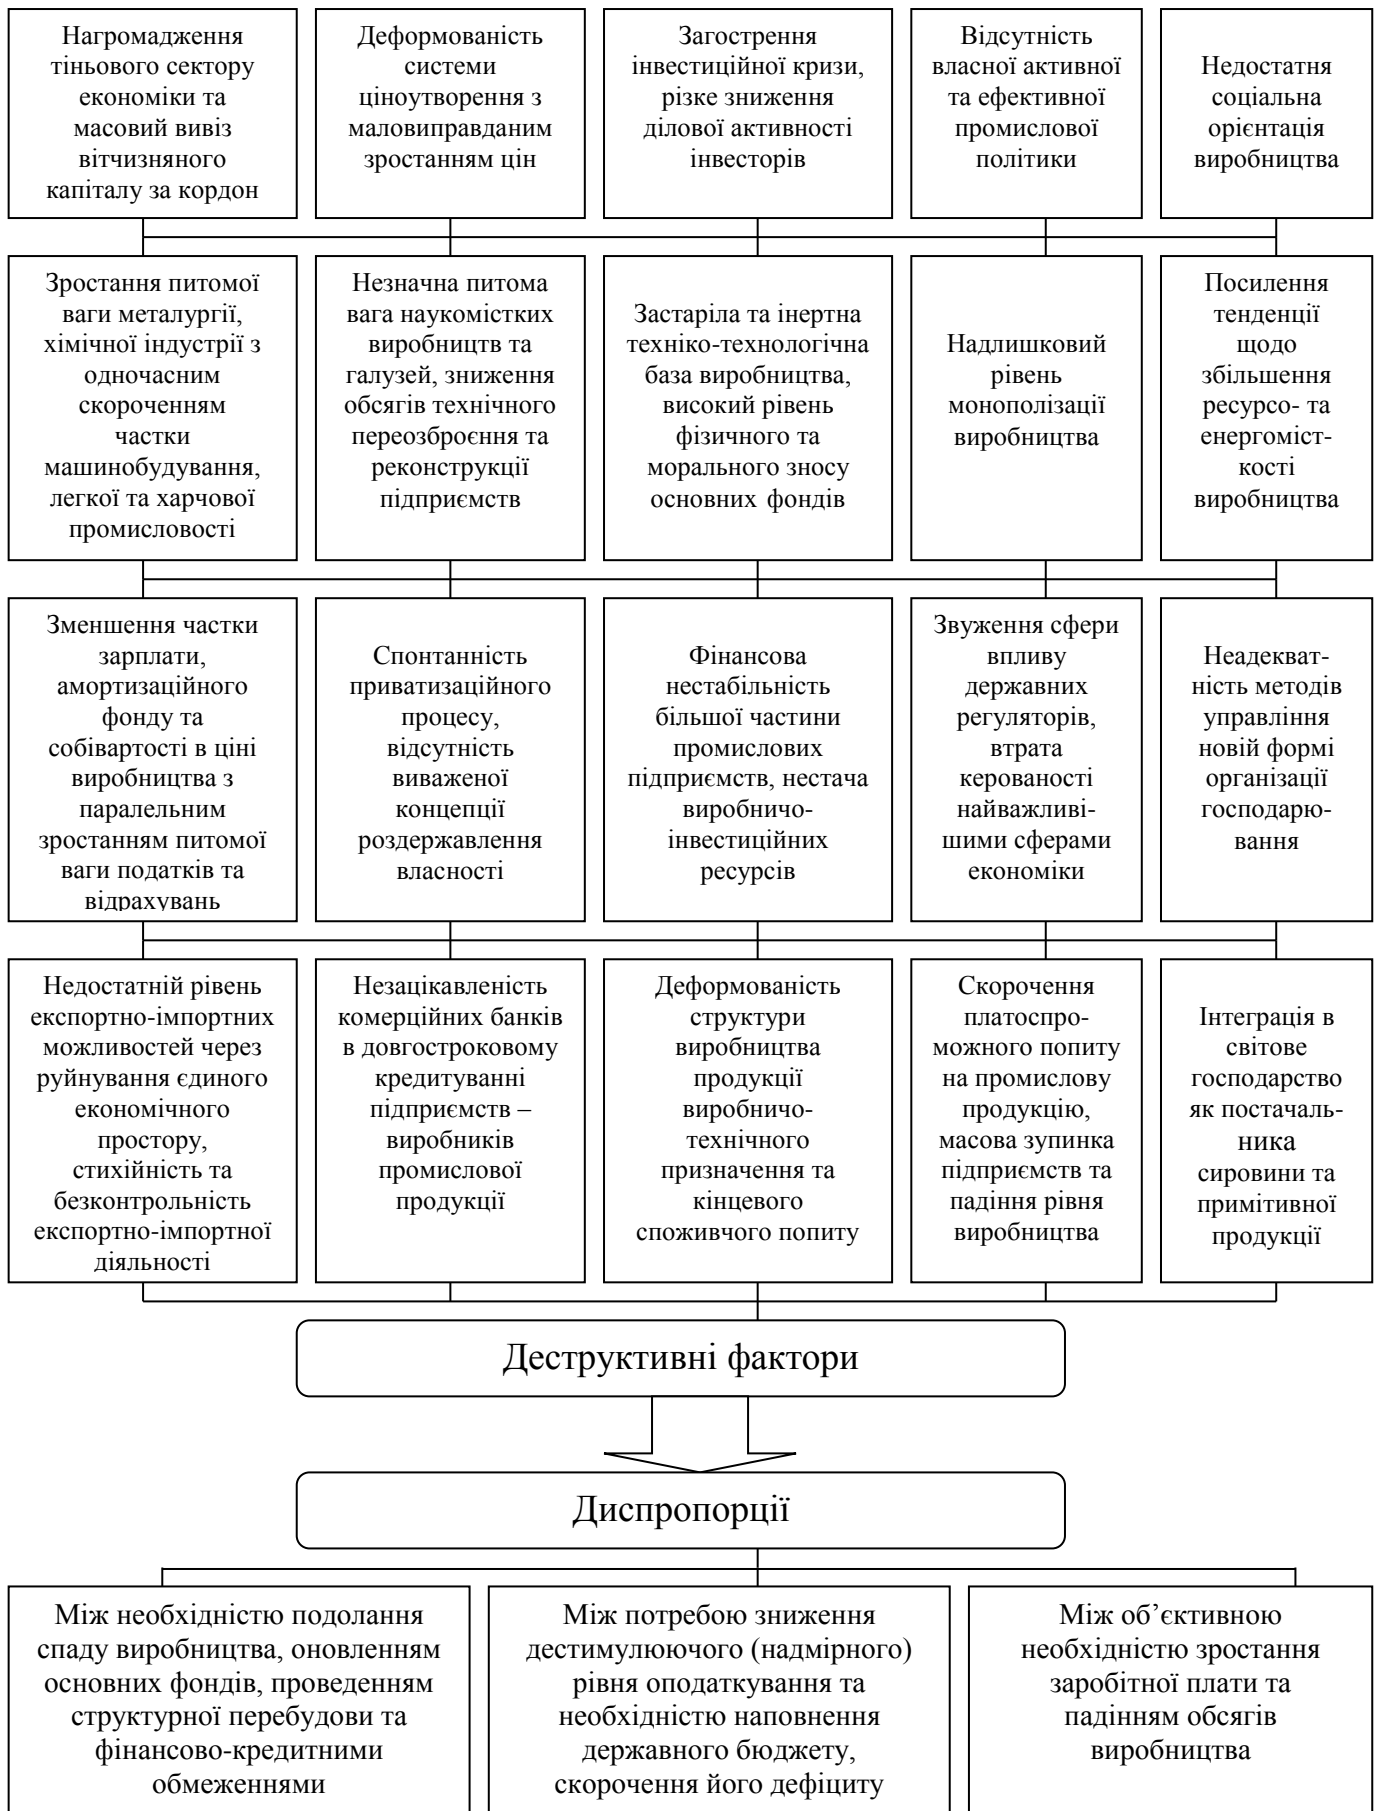 Нагромадження
тіньового сектору
економіки та
масовий вивіз
вітчизняного
капіталу за кордон
Деформованість
системи
ціноутворення з
маловиправданим
зростанням цін
Загострення
інвестиційної кризи,
різке зниження
ділової активності
інвесторів
Відсутність
власної активної
та ефективної
промислової
політики
Недостатня
соціальна
орієнтація
виробництва
Зростання питомої
ваги металургії,
хімічної індустрії з
одночасним
скороченням
частки
машинобудування,
легкої та харчової
промисловості
Незначна питома
вага наукомістких
виробництв та
галузей, зниження
обсягів технічного
переозброєння та
реконструкції
підприємств
Застаріла та інертна
техніко-технологічна
база виробництва,
високий рівень
фізичного та
морального зносу
основних фондів
Надлишковий
рівень
монополізації
виробництва
Посилення
тенденції
щодо
збільшення
ресурсо- та
енергоміст-
кості
виробництва
Зменшення частки
зарплати,
амортизаційного
фонду та
собівартості в ціні
виробництва з
паралельним
зростанням питомої
ваги податків та
відрахувань
Спонтанність
приватизаційного
процесу,
відсутність
виваженої
концепції
роздержавлення
власності
Фінансова
нестабільність
більшої частини
промислових
підприємств, нестача
виробничо-
інвестиційних
ресурсів
Звуження сфери
впливу
державних
регуляторів,
втрата
керованості
найважливі-
шими сферами
економіки
Неадекват-
ність методів
управління
новій формі
організації
господарю-
вання
Недостатній рівень
експортно-імпортних
можливостей через
руйнування єдиного
економічного
простору,
стихійність та
безконтрольність
експортно-імпортної
діяльності
Незацікавленість
комерційних банків
в довгостроковому
кредитуванні
підприємств –
виробників
промислової
продукції
Деформованість
структури
виробництва
продукції
виробничо-
технічного
призначення та
кінцевого
споживчого попиту
Скорочення
платоспро-
можного попиту
на промислову
продукцію,
масова зупинка
підприємств та
падіння рівня
виробництва
Інтеграція в
світове
господарство
як постачаль-
ника
сировини та
примітивної
продукції
Деструктивні фактори
Диспропорції
Між необхідністю подолання
спаду виробництва, оновленням
основних фондів, проведенням
структурної перебудови та
фінансово-кредитними
обмеженнями
Між потребою зниження
дестимулюючого (надмірного)
рівня оподаткування та
необхідністю наповнення
державного бюджету,
скорочення його дефіциту
Між об’єктивною
необхідністю зростання
заробітної плати та
падінням обсягів
виробництва